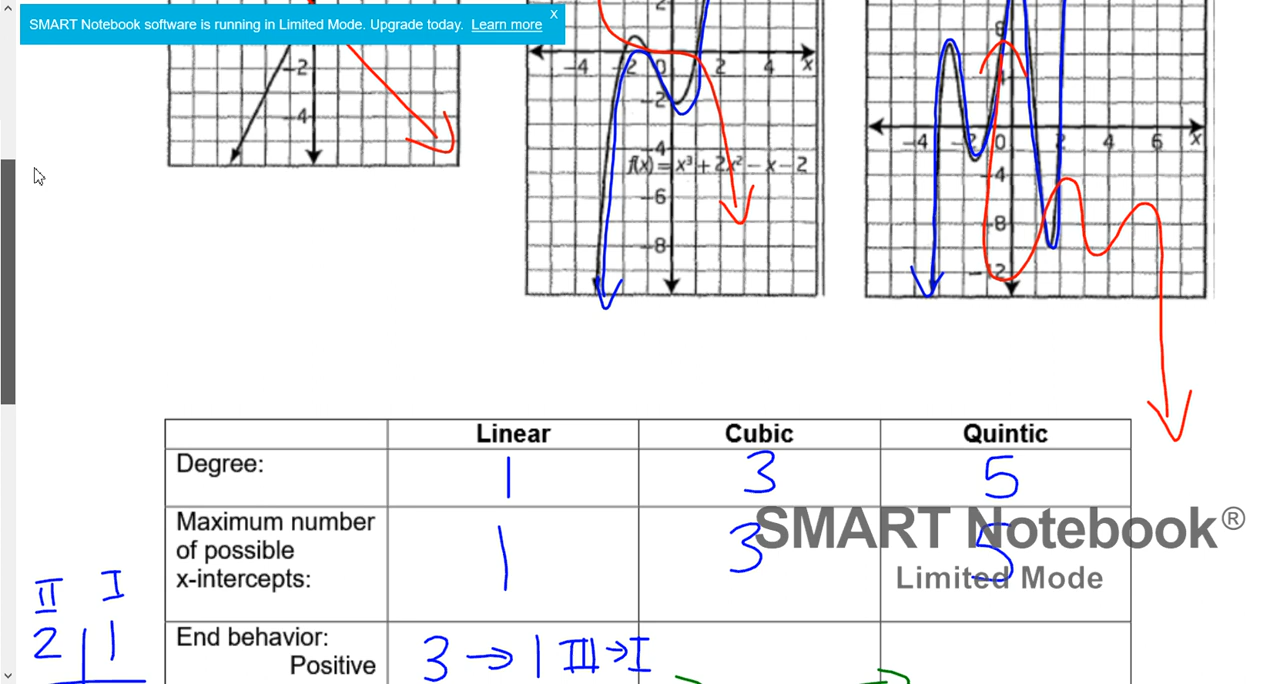 SMART Notebook software is running in Limited Mode. Upgrade today. Learn more X
2
-2
-4
-4 -2 0 2 4 x
-2
-4
f(x) = x³ + 2x² - x - 2
-6
-8
8
4
-4 -2 0 2 4 6 x
-4
-8
-12
Linear Cubic Quintic
Degree: 1 3 5
Maximum number
of possible
x-intercepts: 1 3 5
SMART Notebook®
Limited Mode
II I
2 1
End behavior:
Positive 3 → 1 III → I